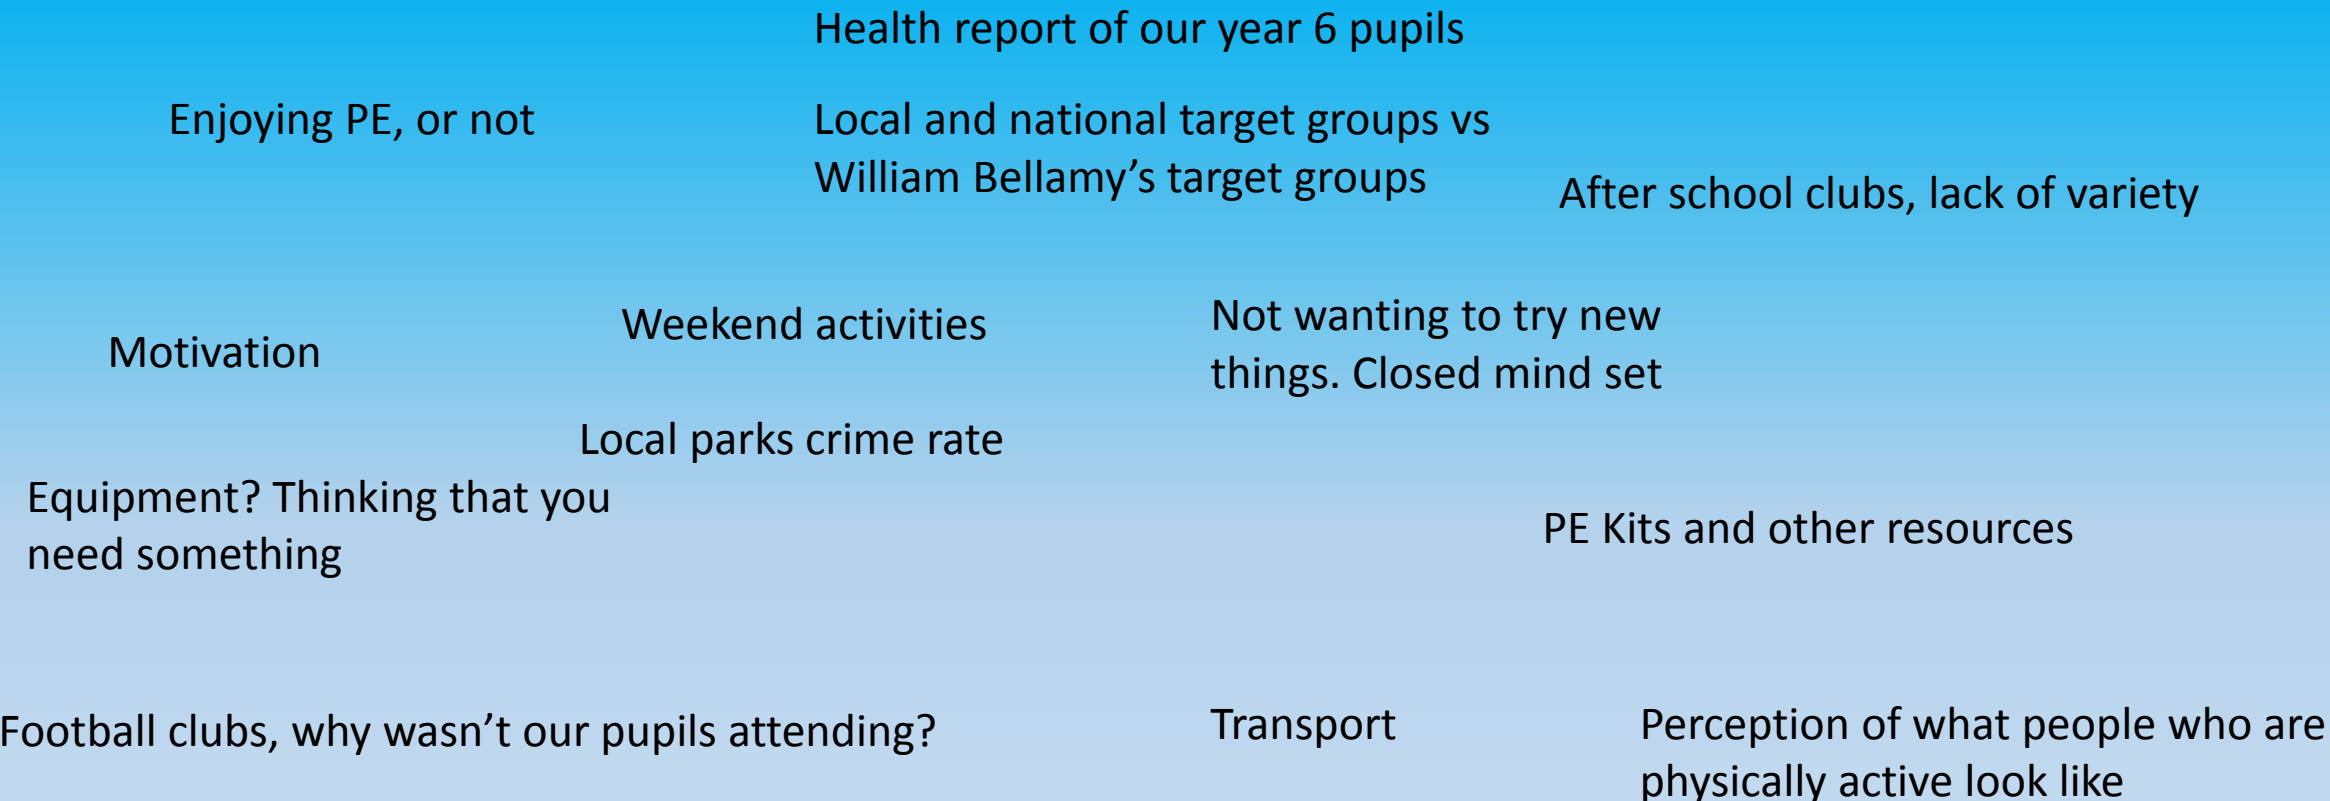 Health report of our year 6 pupils
Enjoying PE, or not
Local and national target groups vs
William Bellamy’s target groups
After school clubs, lack of variety
Motivation
Weekend activities
Not wanting to try new
things. Closed mind set
Local parks crime rate
Equipment? Thinking that you
need something
PE Kits and other resources
Football clubs, why wasn’t our pupils attending?
Transport
Perception of what people who are
physically active look like